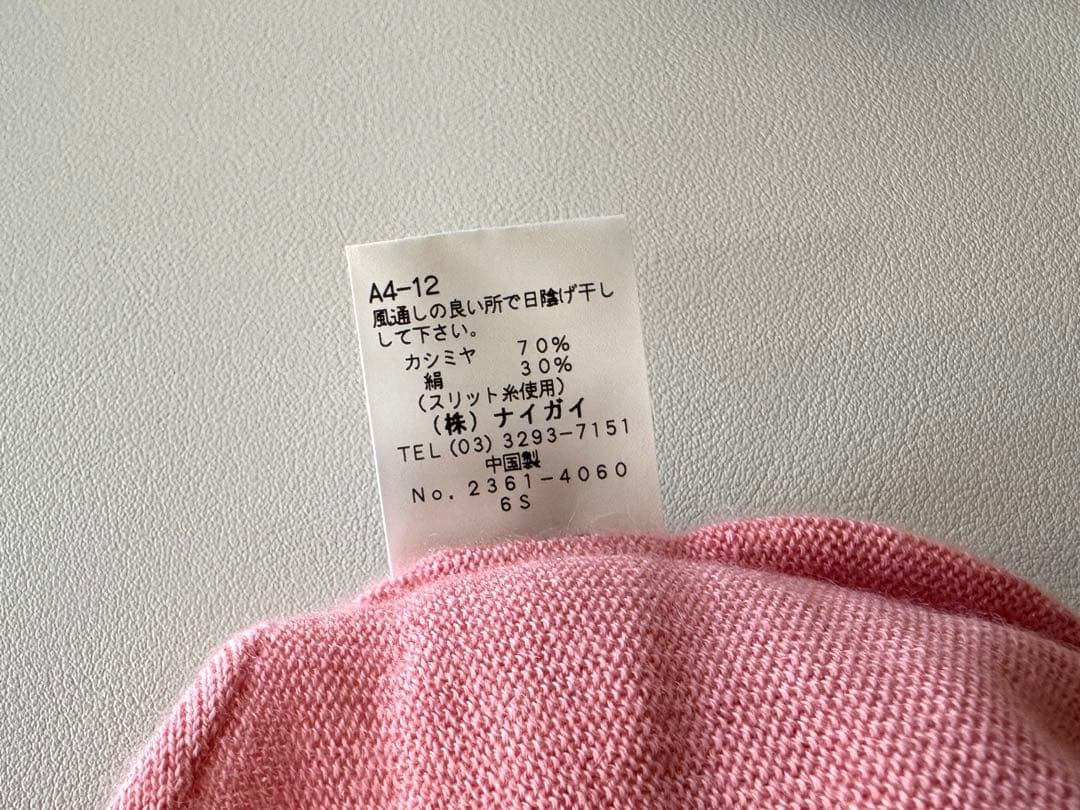 A4-12
風通しの良い所で日陰げ干し
して下さい。
カシミヤ 70%
絹 30%
(スリット糸使用)
(株) ナイガイ
TEL (03) 3293-7151
中国製
No. 2361-4060
6S